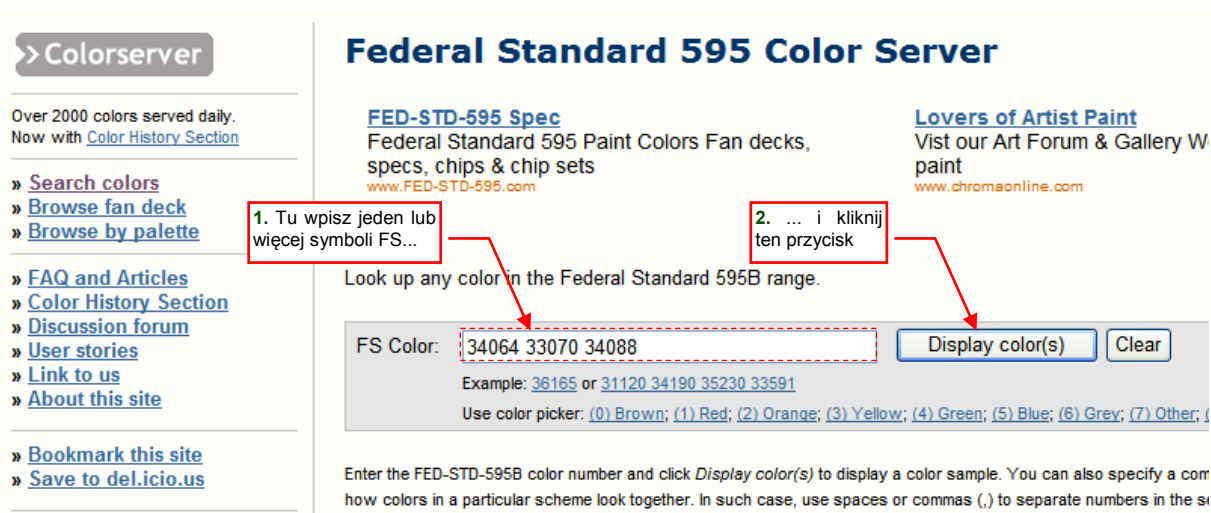 >> Colorserver
Over 2000 colors served daily.
Now with Color History Section
» Search colors
» Browse fan deck
» Browse by palette
» FAQ and Articles
» Color History Section
» Discussion forum
» User stories
» Link to us
» About this site
» Bookmark this site
» Save to del.icio.us
Federal Standard 595 Color Server
FED-STD-595 Spec
Federal Standard 595 Paint Colors Fan decks,
specs, chips & chip sets
www.FED-STD-595.com
Lovers of Artist Paint
Vist our Art Forum & Gallery
paint
www.chromaonline.com
1. Tu wpisz jeden lub
więcej symboli FS...
2. ... i kliknij
ten przycisk
Look up any color in the Federal Standard 595B range.
FS Color: 34064 33070 34088 Display color(s) Clear
Example: 36165 or 31120 34190 35230 33591
Use color picker: (0) Brown; (1) Red; (2) Orange; (3) Yellow; (4) Green; (5) Blue; (6) Grey; (7) Other;
Enter the FED-STD-595B color number and click Display color(s) to display a color sample. You can also specify a
how colors in a particular scheme look together. In such case, use spaces or commas (,) to separate numbers in the